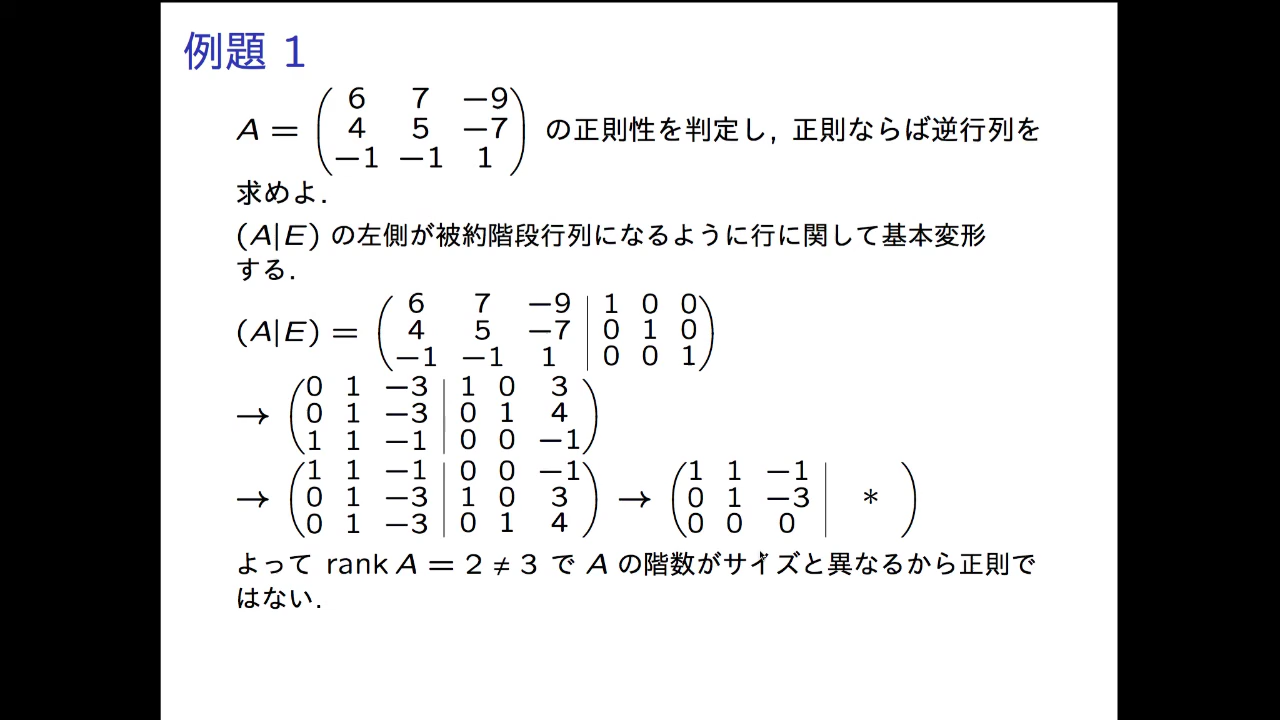 例題 1
6 7 −9
A = 4 5 −7 の正則性を判定し, 正則ならば逆行列を
−1 −1 1
求めよ.
(A|E) の左側が被約階段行列になるように行に関して基本変形
する.
6 7 −9 | 1 0 0
(A|E) = 4 5 −7 | 0 1 0
−1 −1 1 | 0 0 1
0 1 −3 | 1 0 3
→ 0 1 −3 | 0 1 4
1 1 −1 | 0 0 −1
1 1 −1 | 0 0 −1 1 1 −1 |
→ 0 1 −3 | 1 0 3 → 0 1 −3 | *
0 1 −3 | 0 1 4 0 0 0 |
よって rank A = 2 ≠ 3 で A の階数がサイズと異なるから正則で
はない.